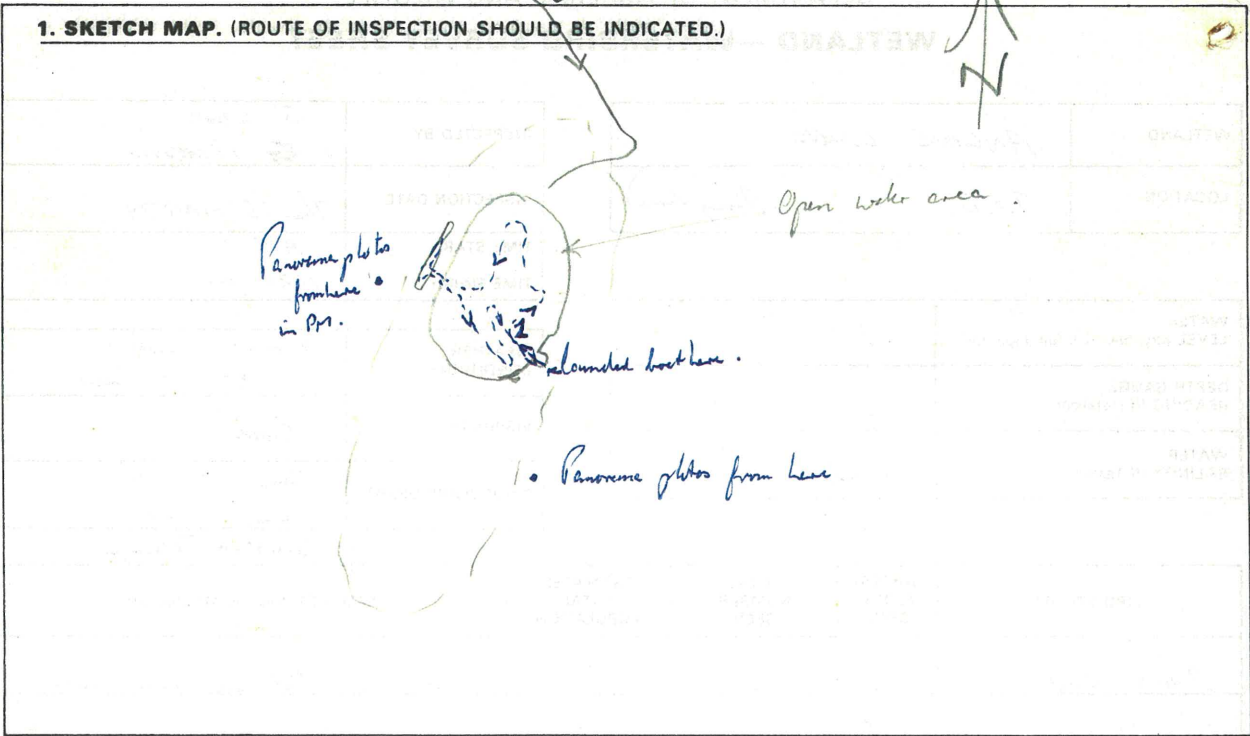 1. SKETCH MAP. (ROUTE OF INSPECTION SHOULD BE INDICATED.)
N
Open water area.
Panorama photos
from here
in PM.
launched boat here.
Panorama photos from here